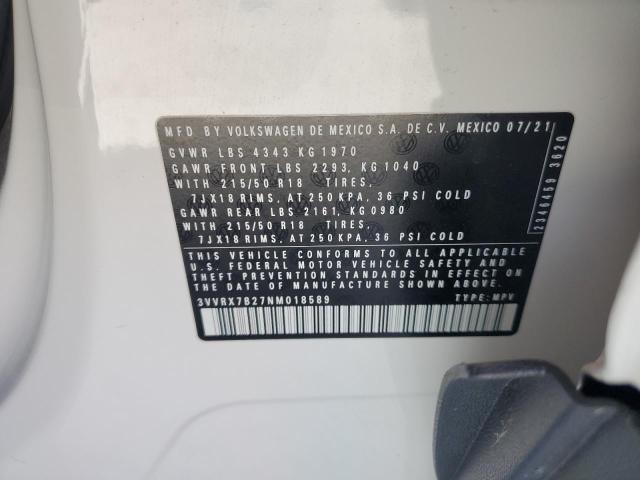 MFD BY VOLKSWAGEN DE MEXICO S.A. DE C.V. MEXICO 07/21
GVWR LBS 4343 KG 1970
GAWR FRONT LBS 2293, KG 1040
WITH 215/50 R18 TIRES,
7JX18 RIMS, AT 250 KPA, 36 PSI COLD
GAWR REAR LBS 2161, KG 0980
WITH 215/50 R18 TIRES,
7JX18 RIMS, AT 250 KPA, 36 PSI COLD
THIS VEHICLE CONFORMS TO ALL APPLICABLE
U.S. FEDERAL MOTOR VEHICLE SAFETY AND
THEFT PREVENTION STANDARDS IN EFFECT ON
THE DATE OF MANUFACTURE SHOWN ABOVE.
3VVRX7B27NM018589 TYPE: MPV
23464459 3620